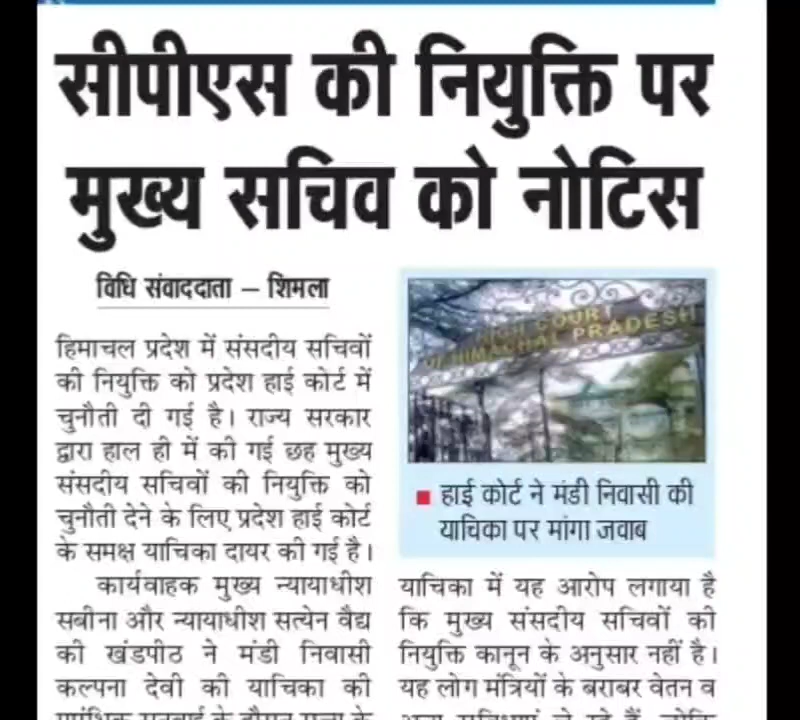 सीपीएस की नियुक्ति पर
मुख्य सचिव को नोटिस
विधि संवाददाता – शिमला
हिमाचल प्रदेश में संसदीय सचिवों
की नियुक्ति को प्रदेश हाई कोर्ट में
चुनौती दी गई है। राज्य सरकार
द्वारा हाल ही में की गई छह मुख्य
संसदीय सचिवों की नियुक्ति को
चुनौती देने के लिए प्रदेश हाई कोर्ट
के समक्ष याचिका दायर की गई है।
कार्यवाहक मुख्य न्यायाधीश
सबीना और न्यायाधीश सत्येन वैद्य
की खंडपीठ ने मंडी निवासी
कल्पना देवी की याचिका की
HIGH COURT
OF HIMACHAL PRADESH
हाई कोर्ट ने मंडी निवासी की
याचिका पर मांगा जवाब
याचिका में यह आरोप लगाया है
कि मुख्य संसदीय सचिवों की
नियुक्ति कानून के अनुसार नहीं है।
यह लोग मंत्रियों के बराबर वेतन व